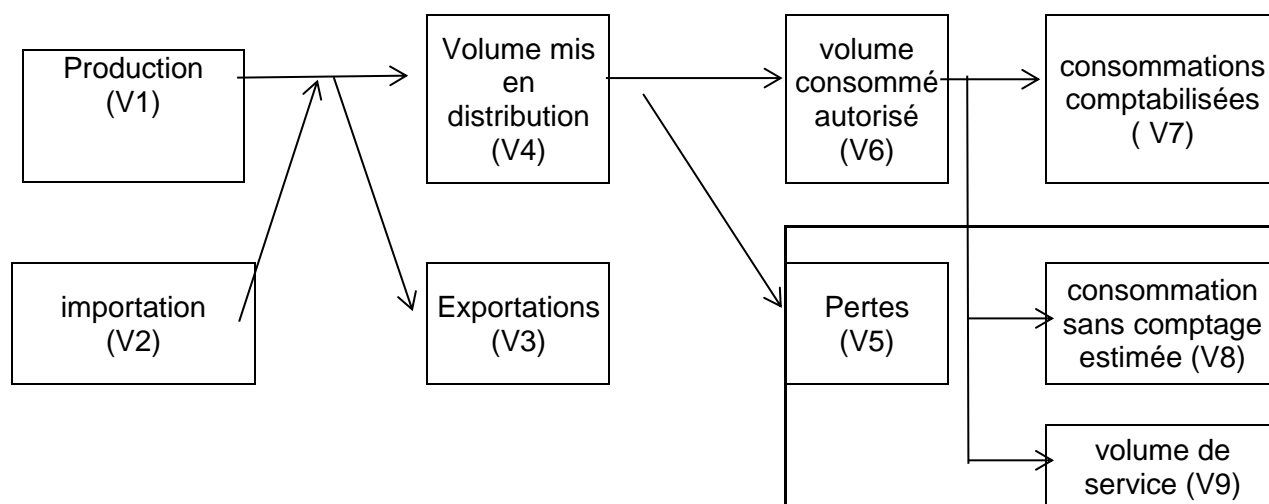 Production
(V1)
Volume mis
en
distribution
(V4)
volume
consommé
autorisé
(V6)
consommations
comptabilisées
( V7)
importation
(V2)
Exportations
(V3)
Pertes
(V5)
consommation
sans comptage
estimée (V8)
volume de
service (V9)